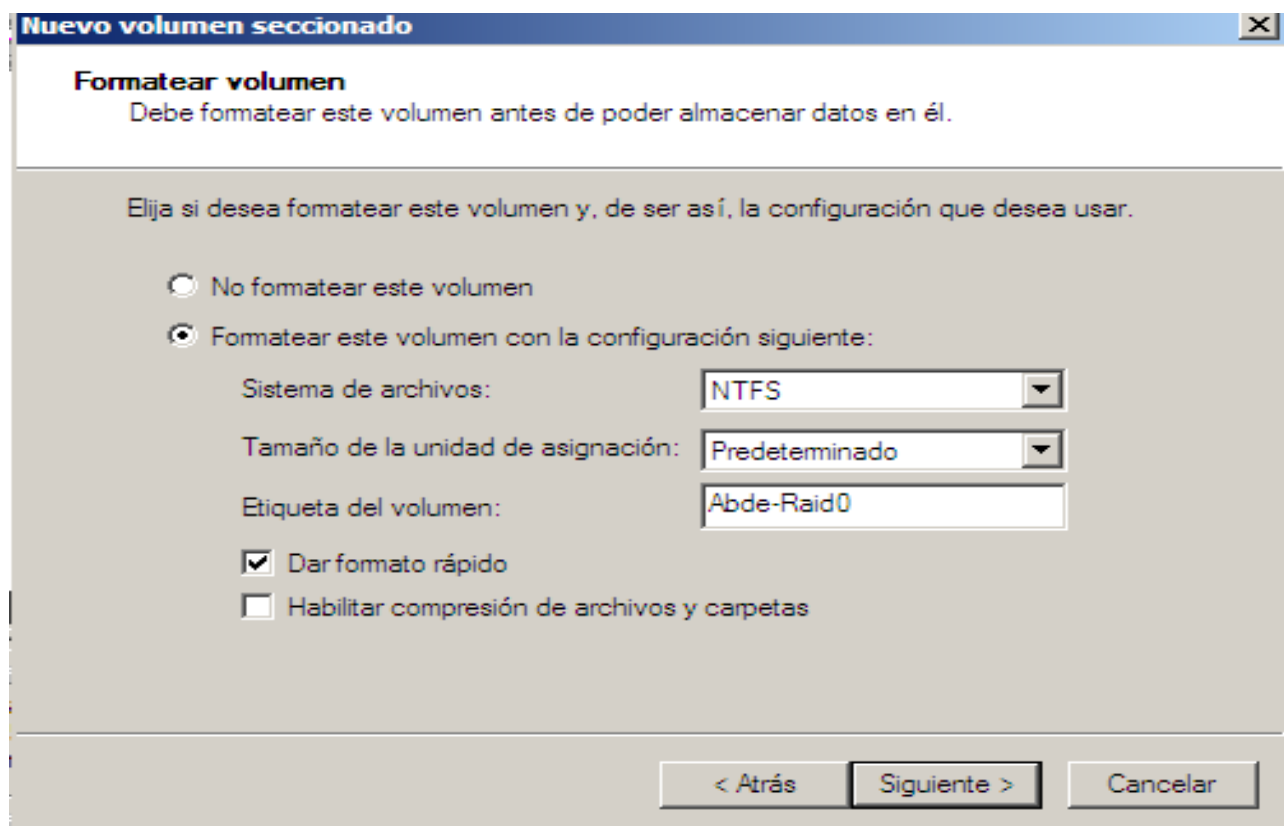 Nuevo volumen seccionado
Formatear volumen
Debe formatear este volumen antes de poder almacenar datos en él.
Elija si desea formatear este volumen y, de ser así, la configuración que desea usar.
No formatear este volumen
Formatear este volumen con la configuración siguiente:
Sistema de archivos: NTFS
Tamaño de la unidad de asignación: Predeterminado
Etiqueta del volumen: Abde-Raid0
Dar formato rápido
Habilitar compresión de archivos y carpetas
< Atrás Siguiente > Cancelar